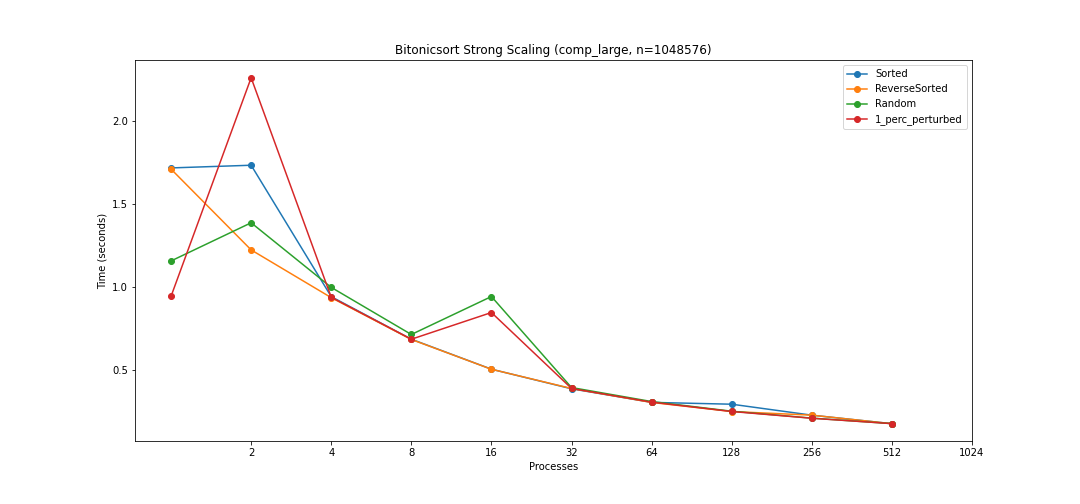 Bitonicsort Strong Scaling (comp_large, n=1048576)
Sorted
ReverseSorted
Random
1_perc_perturbed
Time (seconds)
2.0
1.5
1.0
0.5
2 4 8 16 32 64 128 256 512 1024
Processes